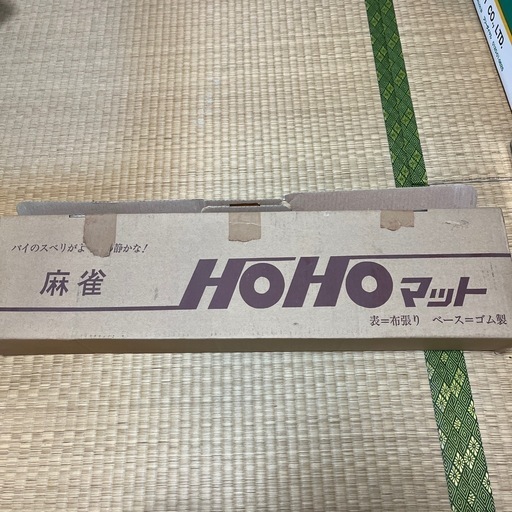 CO., LTD.
パイのスベリがよ 静かな!
麻雀
HOHOマット
表=布張り ベース=ゴム製